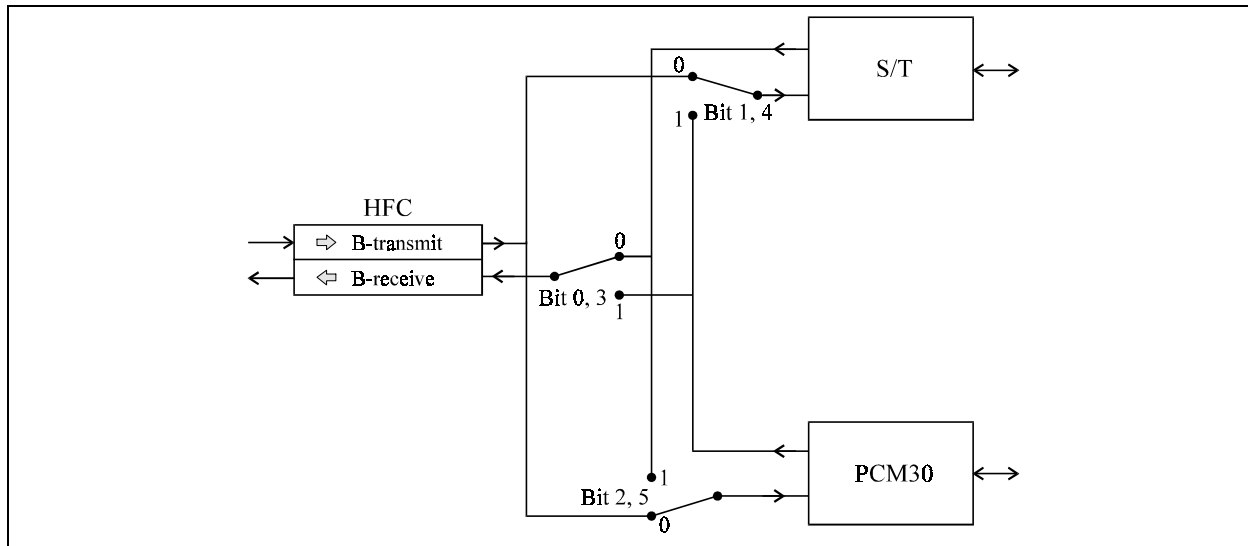 S/T
0
Bit 1, 4
1
HFC
B-transmit
B-receive
0
Bit 0, 3
1
1
Bit 2, 5
0
PCM30